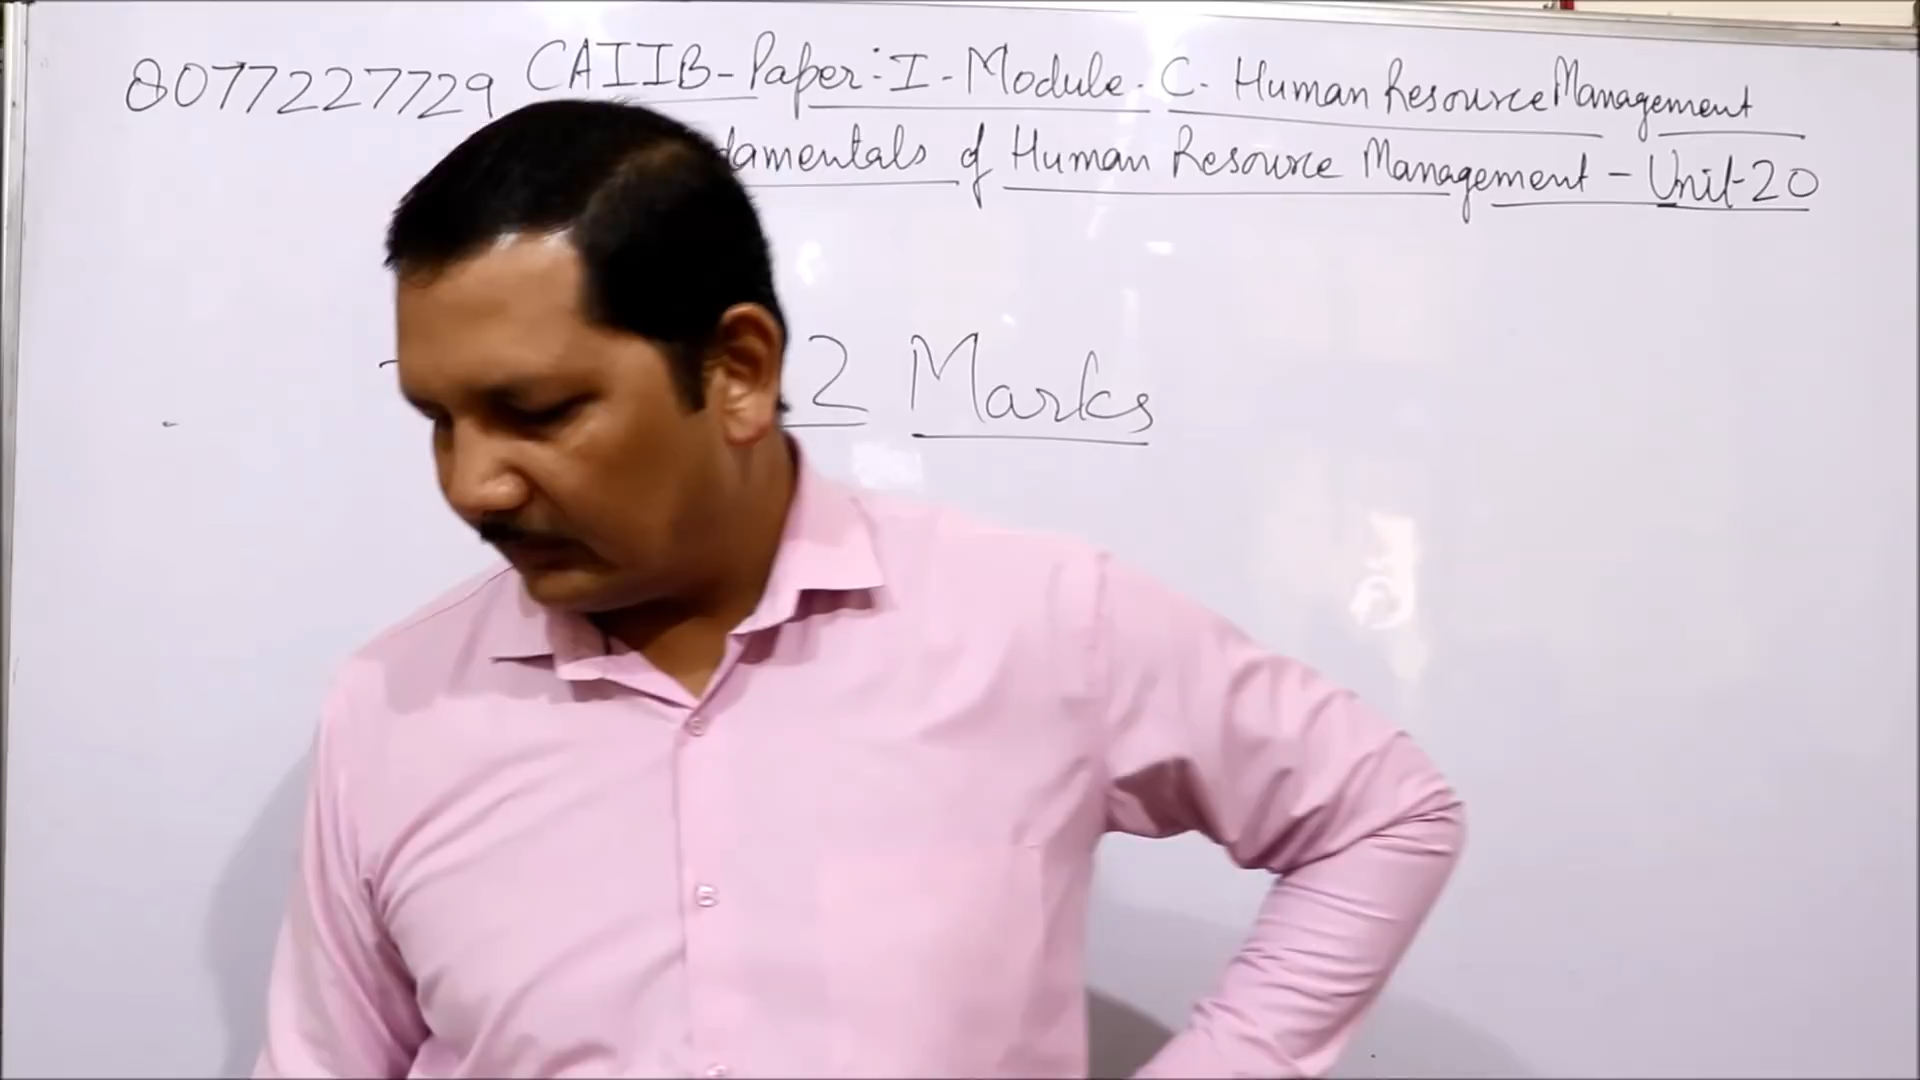 8077227729 CAIIB-Paper:I-Module-C-Human Resource Management
damentals of Human Resource Management - Unit-20
2 Marks